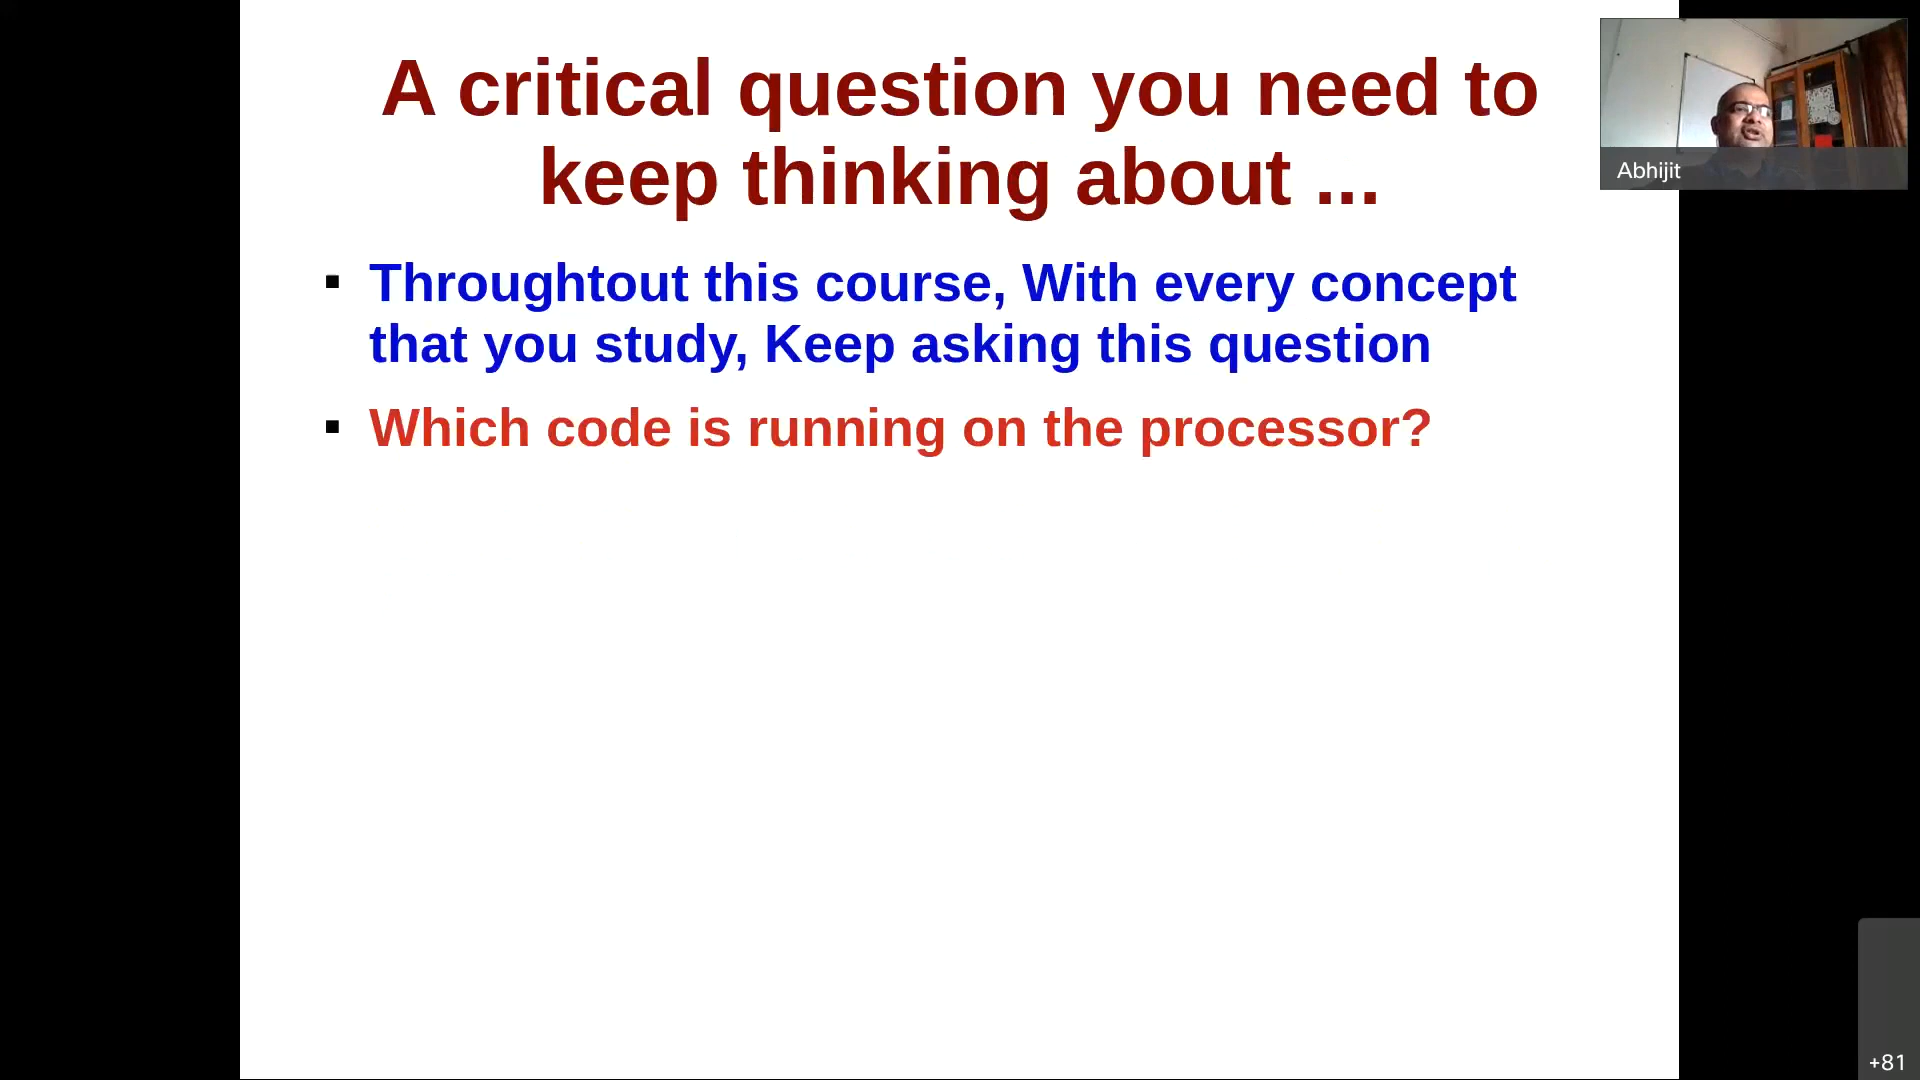 A critical question you need to
keep thinking about ...
▪ Throughtout this course, With every concept
that you study, Keep asking this question
▪ Which code is running on the processor?
Abhijit
+81